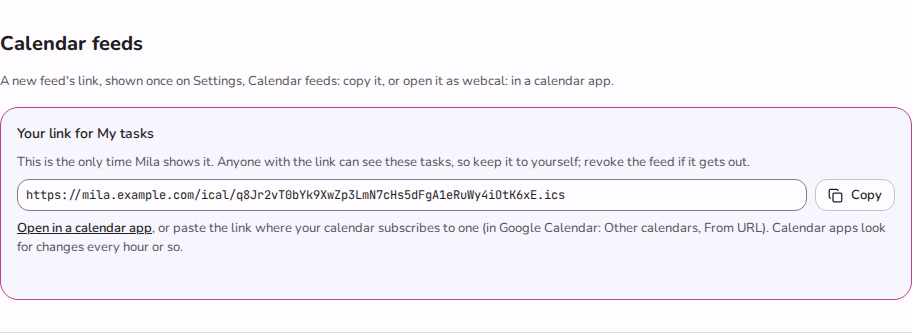 Calendar feeds
A new feed's link, shown once on Settings, Calendar feeds: copy it, or open it as webcal: in a calendar app.
Your link for My tasks
This is the only time Mila shows it. Anyone with the link can see these tasks, so keep it to yourself; revoke the feed if it gets out.
https://mila.example.com/ical/q8Jr2vT0bYk9XwZp3LmN7cHs5dFgA1eRuWy4iOtK6xE.ics
Copy
Open in a calendar app, or paste the link where your calendar subscribes to one (in Google Calendar: Other calendars, From URL). Calendar apps look
for changes every hour or so.